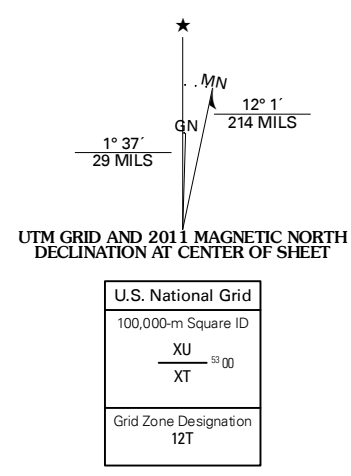 ★
MN
GN
12° 1´
214 MILS
1° 37´
29 MILS
UTM GRID AND 2011 MAGNETIC NORTH
DECLINATION AT CENTER OF SHEET
U.S. National Grid
100,000-m Square ID
XU
53 00
XT
Grid Zone Designation
12T